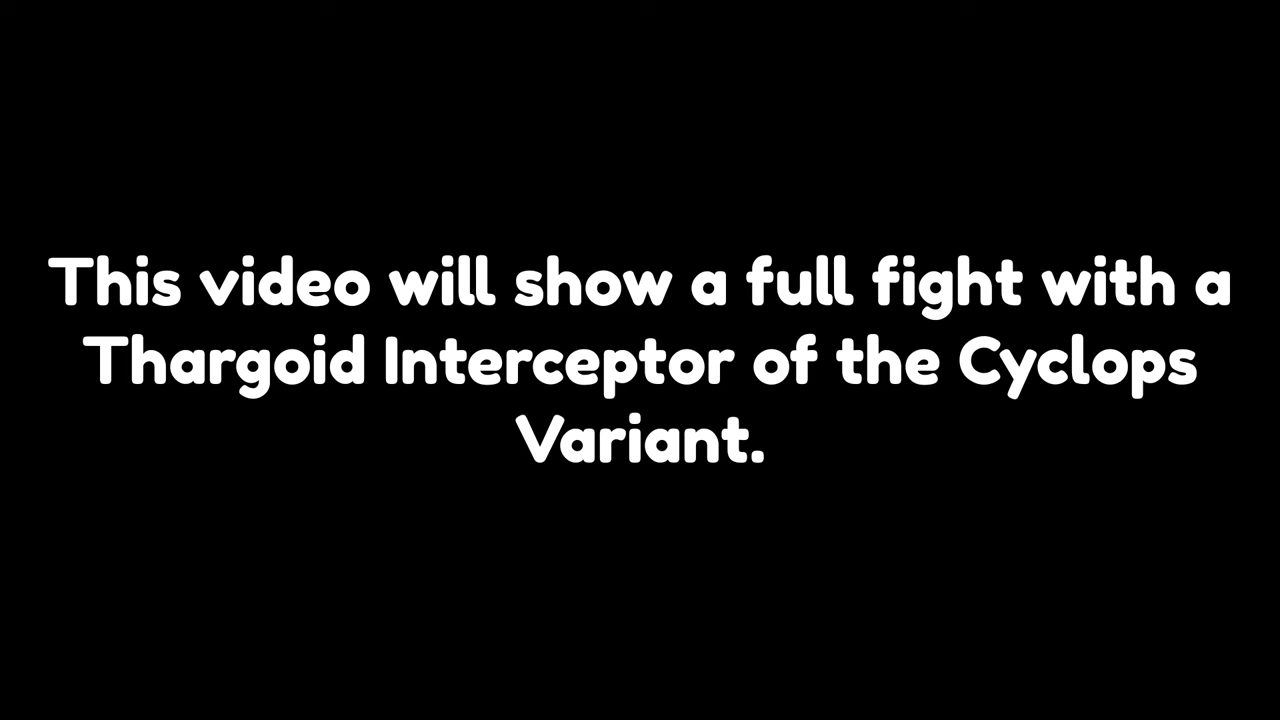 This video will show a full fight with a
Thargoid Interceptor of the Cyclops
Variant.